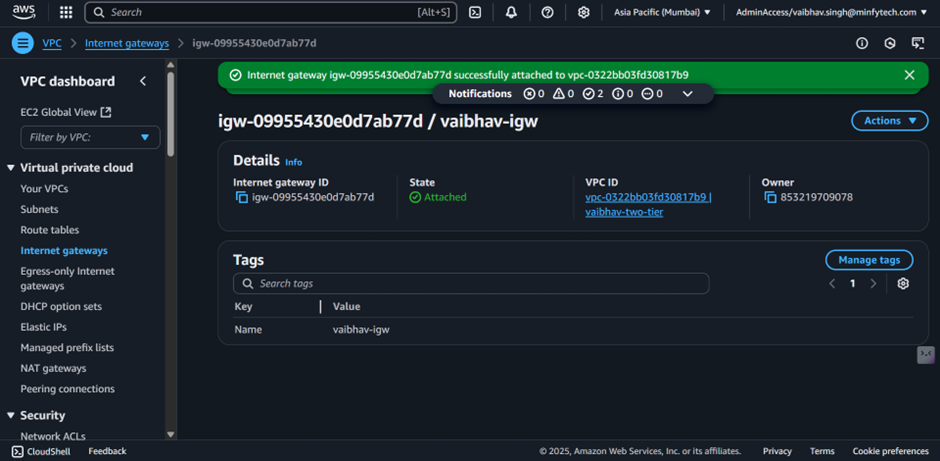 aws
Search [Alt+S] Asia Pacific (Mumbai) AdminAccess/vaibhav.singh@minfytech.com
VPC Internet gateways igw-09955430e0d7ab77d
VPC dashboard
EC2 Global View
Filter by VPC:
Virtual private cloud
Your VPCs
Subnets
Route tables
Internet gateways
Egress-only Internet
gateways
DHCP option sets
Elastic IPs
Managed prefix lists
NAT gateways
Peering connections
Security
Network ACLs
Internet gateway igw-09955430e0d7ab77d successfully attached to vpc-0322bb03fd30817b9
Notifications 0 0 2 0 0
igw-09955430e0d7ab77d / vaibhav-igw
Actions
Details Info
Internet gateway ID
igw-09955430e0d7ab77d
State
Attached
VPC ID
vpc-0322bb03fd30817b9 |
vaibhav-two-tier
Owner
853219709078
Tags
Manage tags
Search tags
1
Key Value
Name vaibhav-igw
CloudShell Feedback © 2025, Amazon Web Services, Inc. or its affiliates. Privacy Terms Cookie preferences